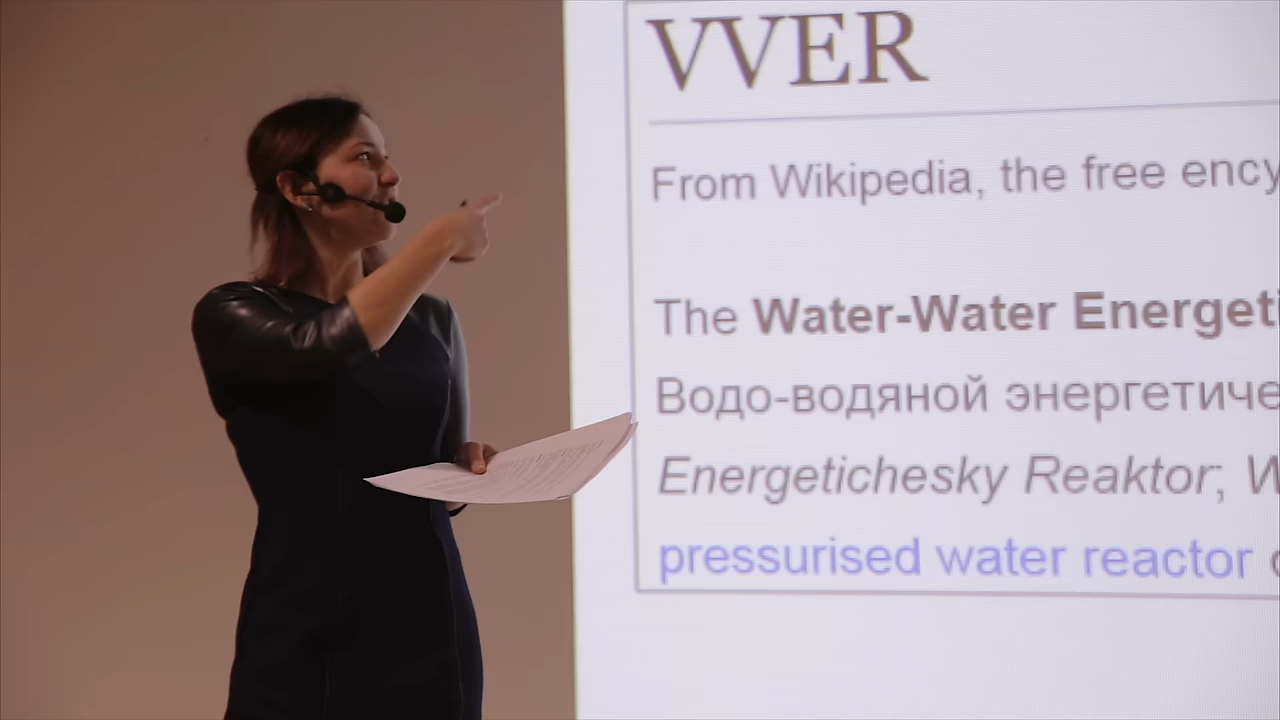 VVER
From Wikipedia, the free ency
The Water-Water Energeti
Водо-водяной энергетиче
Energetichesky Reaktor; W
pressurised water reactor